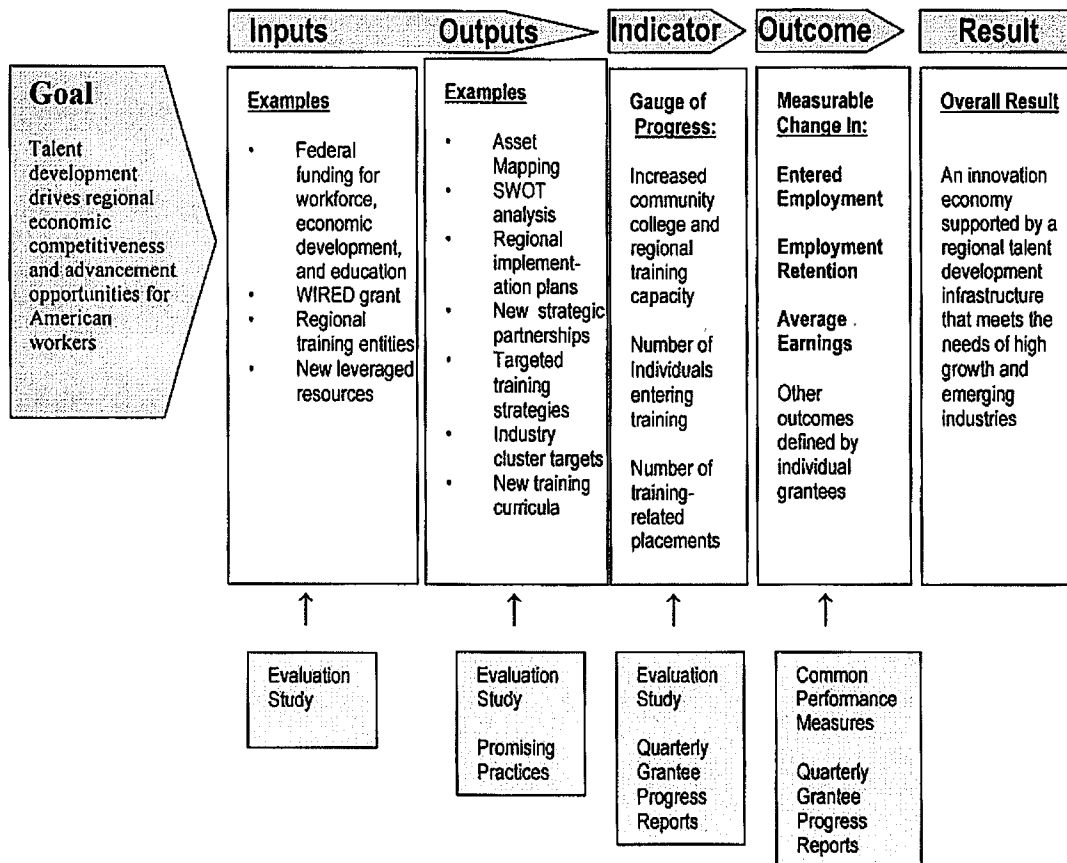 Inputs Outputs Indicator Outcome Result
Goal
Talent
development
drives regional
economic
competitiveness
and advancement
opportunities for
American
workers
Examples
• Federal
funding for
workforce,
economic
development,
and education
• WIRED grant
• Regional
training entities
• New leveraged
resources
Examples
• Asset
Mapping
• SWOT
analysis
• Regional
implement-
ation plans
• New strategic
partnerships
• Targeted
training
strategies
• Industry
cluster targets
• New training
curricula
Gauge of
Progress:
Increased
community
college and
regional
training
capacity
Number of
Individuals
entering
training
Number of
training-
related
placements
Measurable
Change In:
Entered
Employment
Employment
Retention
Average
Earnings
Other
outcomes
defined by
individual
grantees
Overall Result
An innovation
economy
supported by a
regional talent
development
infrastructure
that meets the
needs of high
growth and
emerging
industries
Evaluation
Study
Evaluation
Study
Promising
Practices
Evaluation
Study
Quarterly
Grantee
Progress
Reports
Common
Performance
Measures
Quarterly
Grantee
Progress
Reports